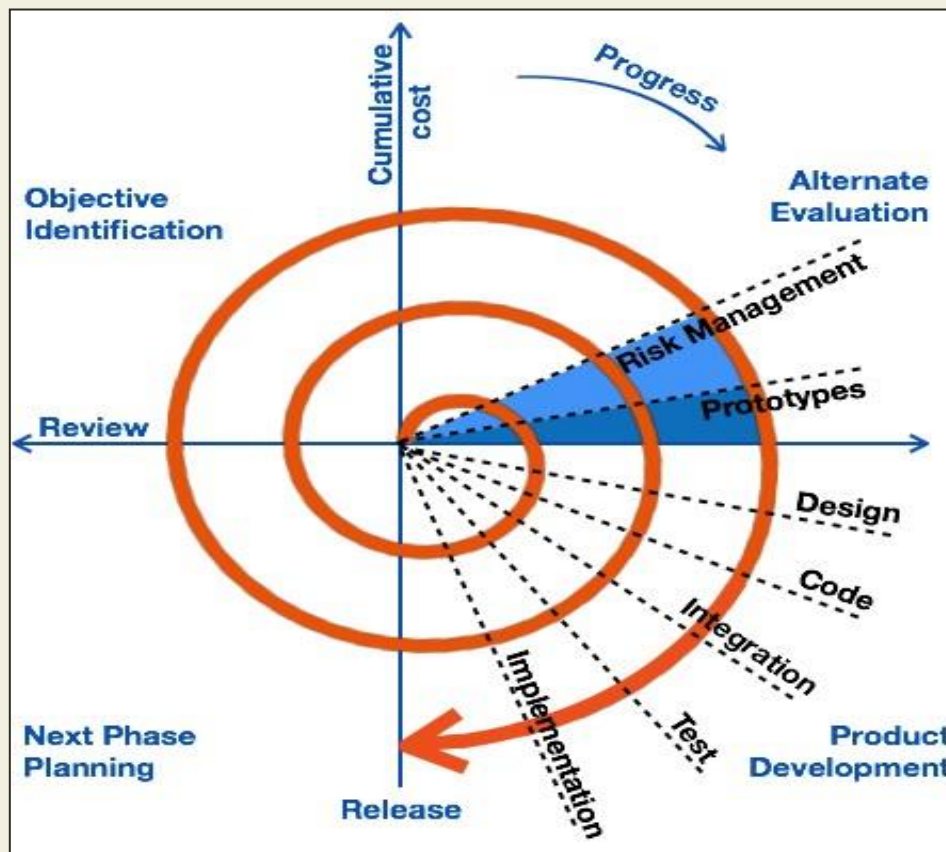 Cumulative
cost
Progress
Objective
Identification
Alternate
Evaluation
Risk Management
Prototypes
Review
Design
Code
Integration
Test
Implementation
Next Phase
Planning
Product
Development
Release